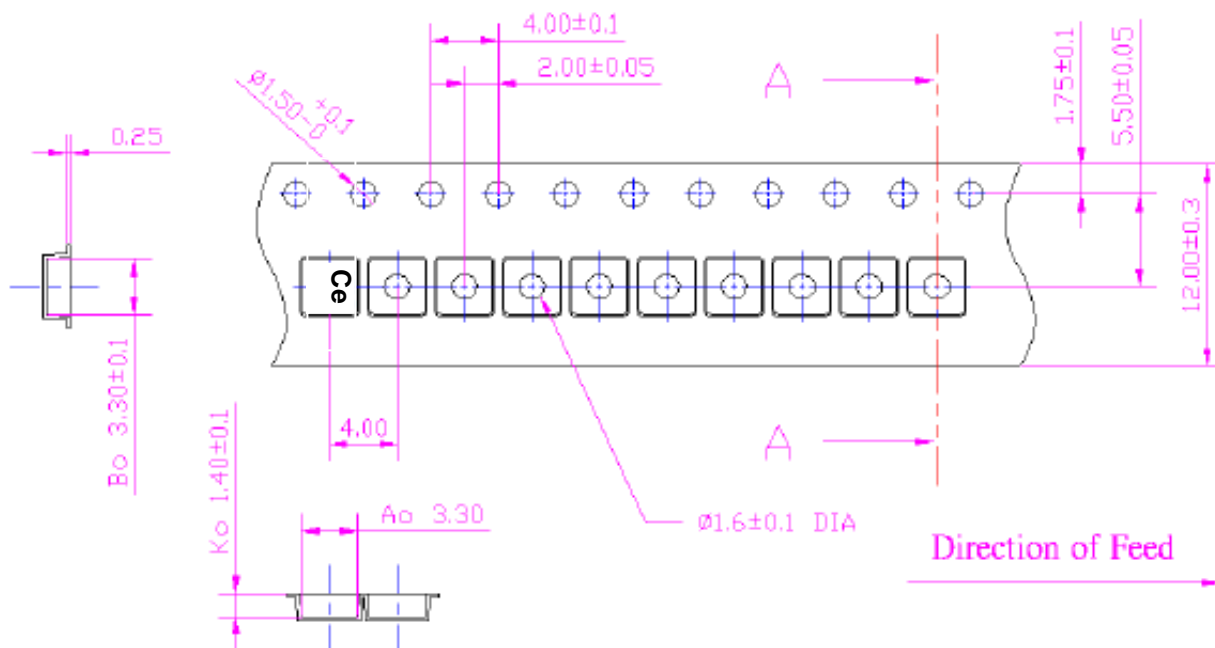 4.00±0.1
2.00±0.05
A
1.75±0.1
5.50±0.05
Ø1.50 +0.1
-0
0.25
12.00±0.3
Ce
Bo 3.30±0.1
4.00
A
Ko 1.40±0.1
Ao 3.30
Ø1.6±0.1 DIA
Direction of Feed